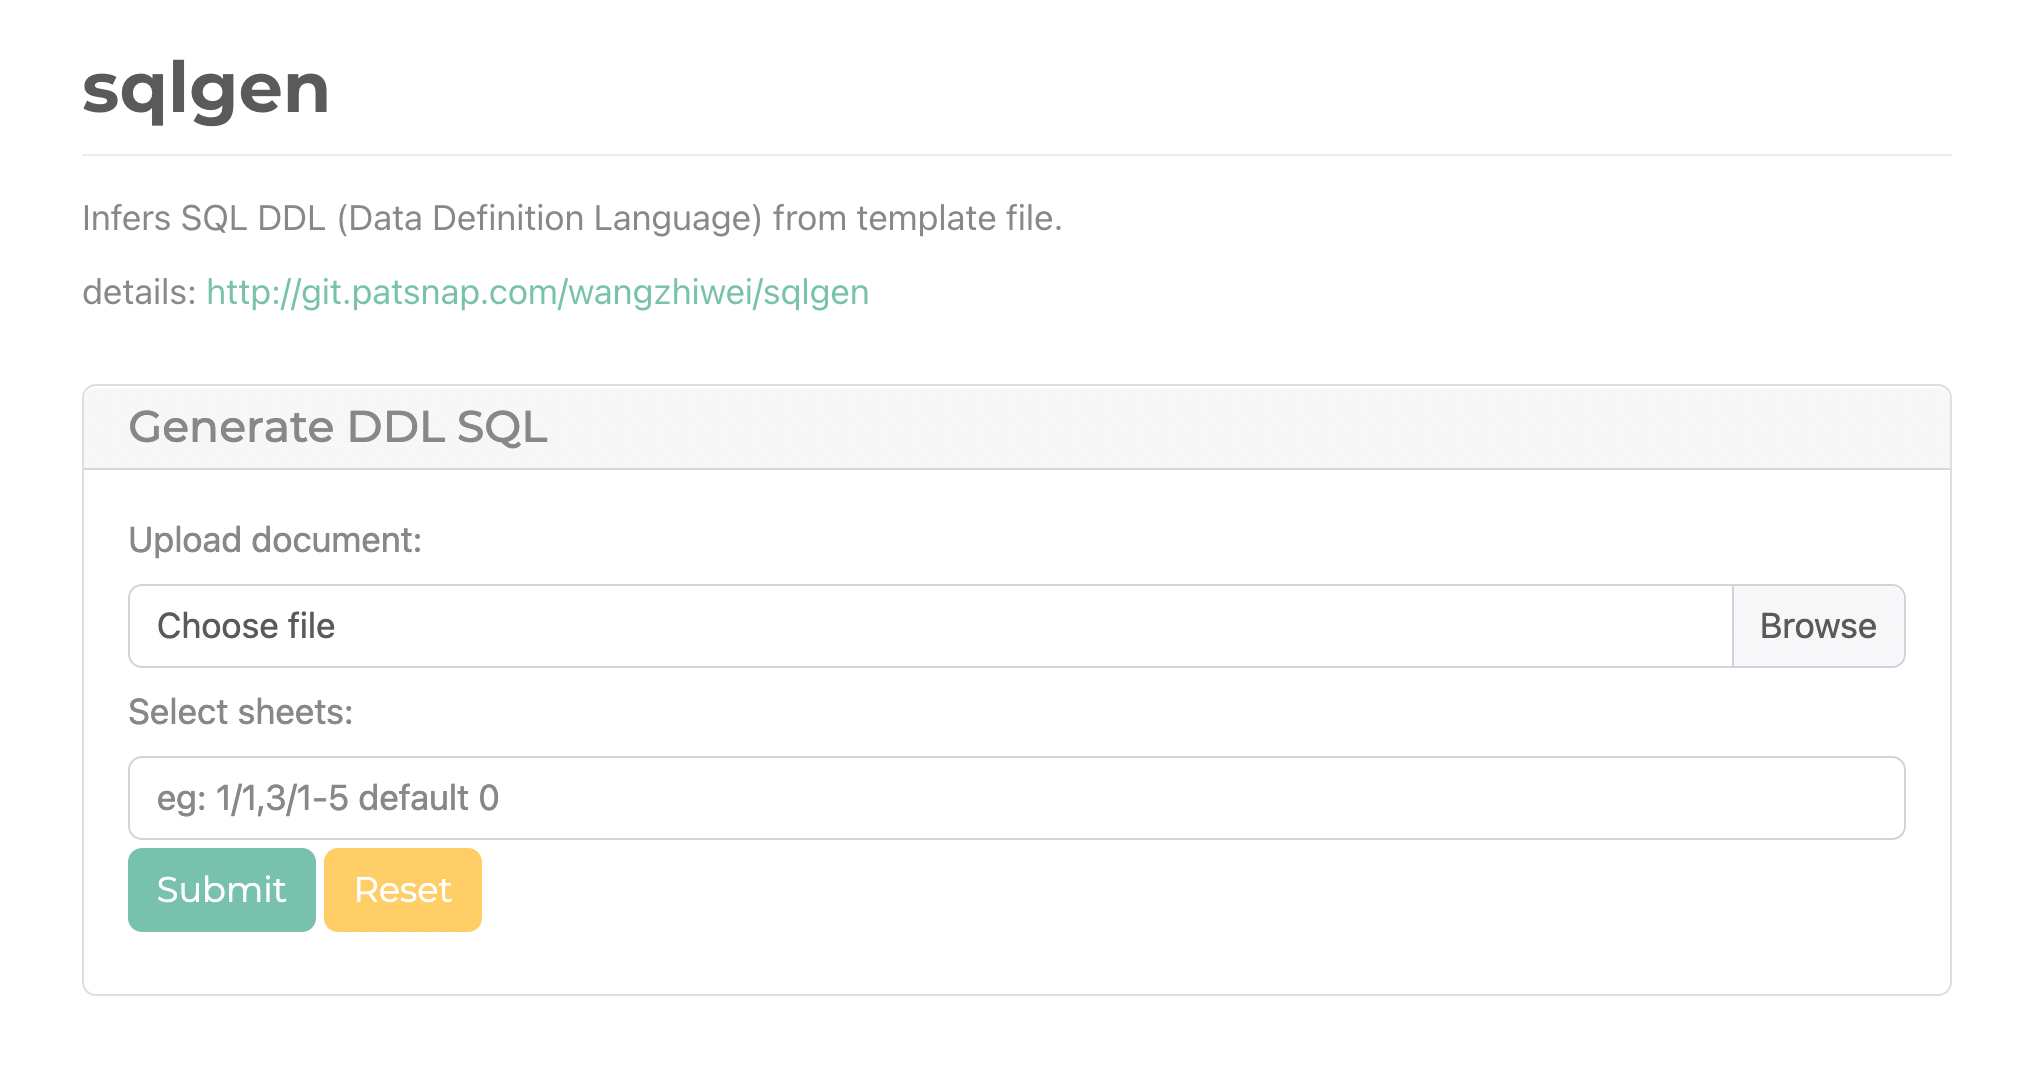 sqlgen
Infers SQL DDL (Data Definition Language) from template file.
details: http://git.patsnap.com/wangzhiwei/sqlgen
Generate DDL SQL
Upload document:
Choose file Browse
Select sheets:
eg: 1/1,3/1-5 default 0
Submit Reset